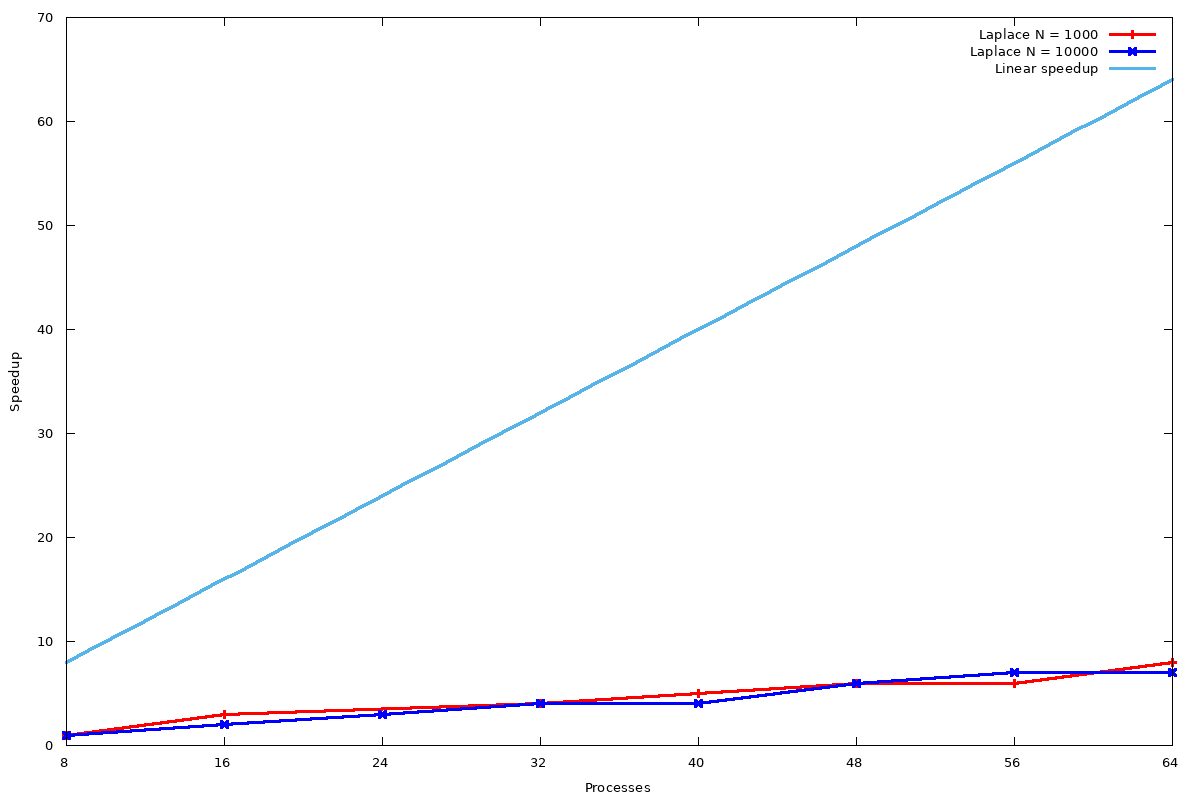 70
60
50
40
30
20
10
0
8 16 24 32 40 48 56 64
Speedup
Processes
Laplace N = 1000
Laplace N = 10000
Linear speedup